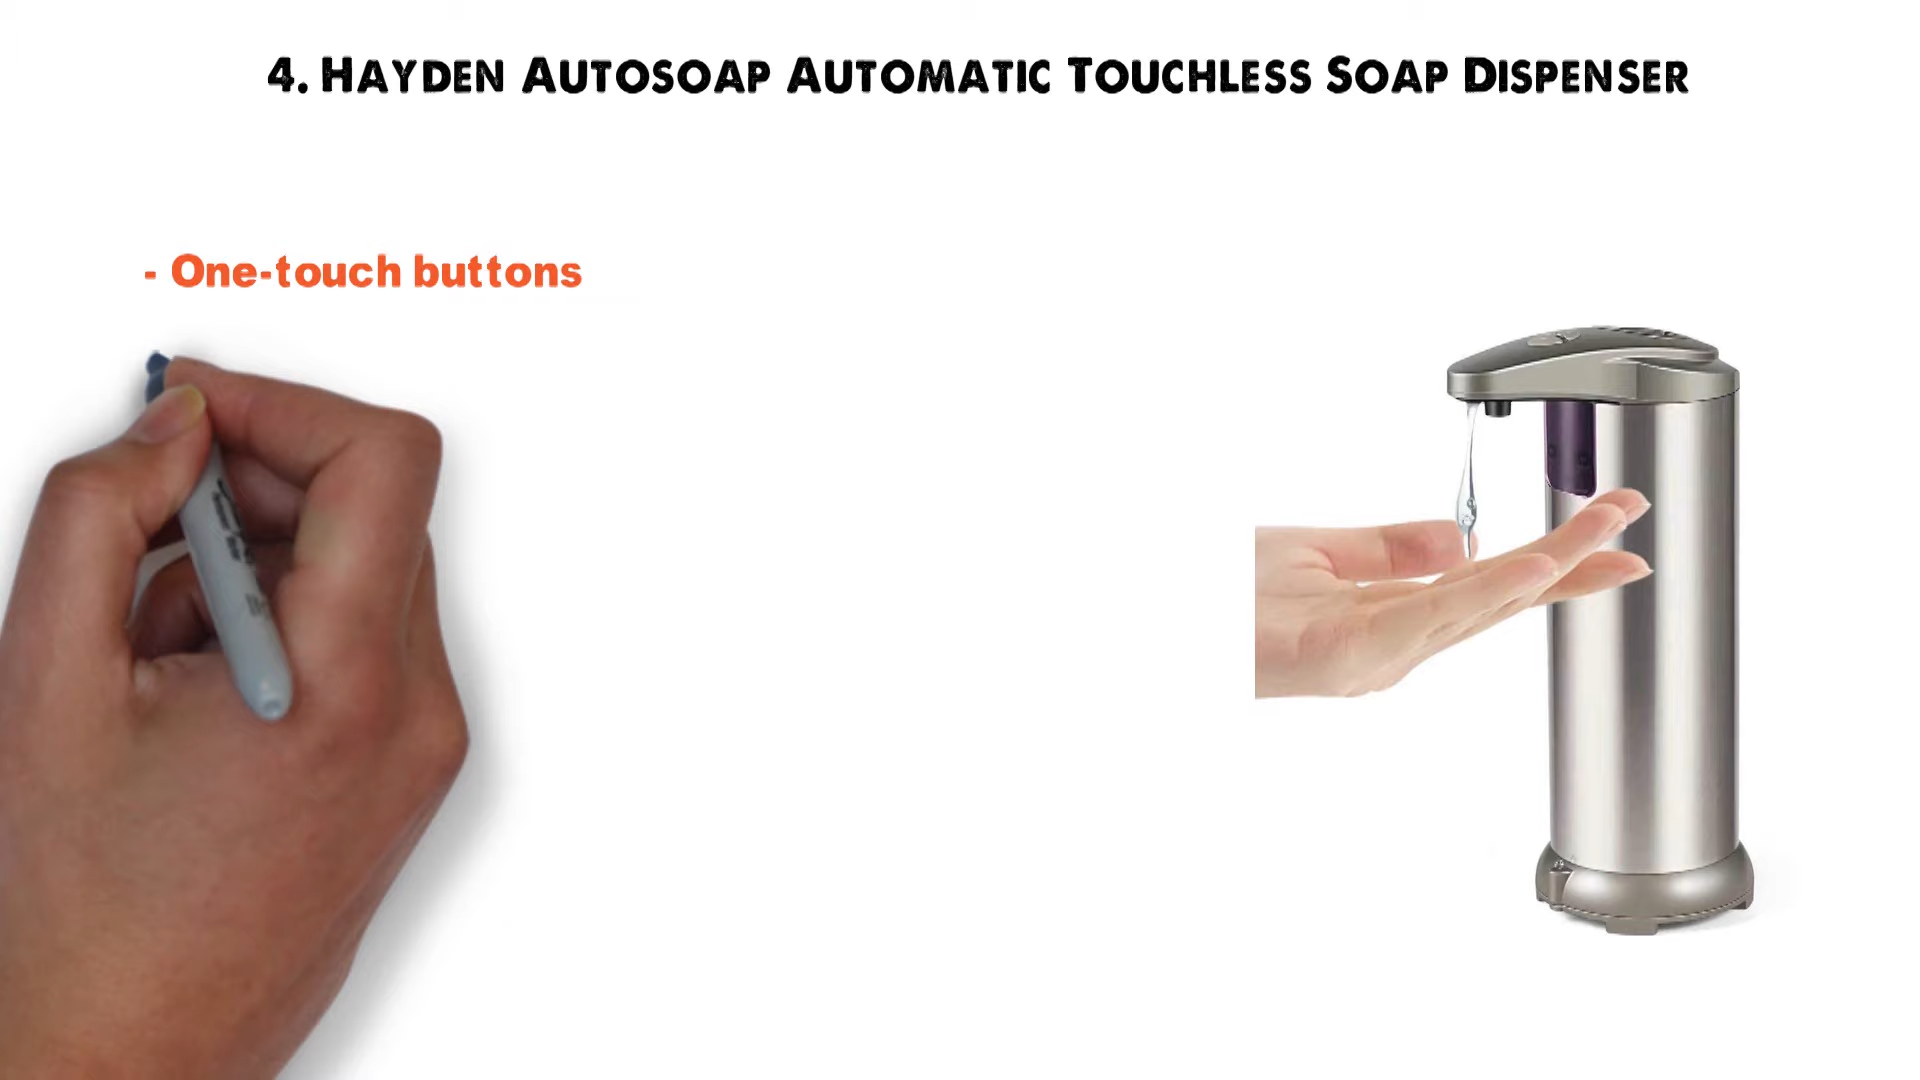 4. HAYDEN AUTOSOAP AUTOMATIC TOUCHLESS SOAP DISPENSER
- One-touch buttons